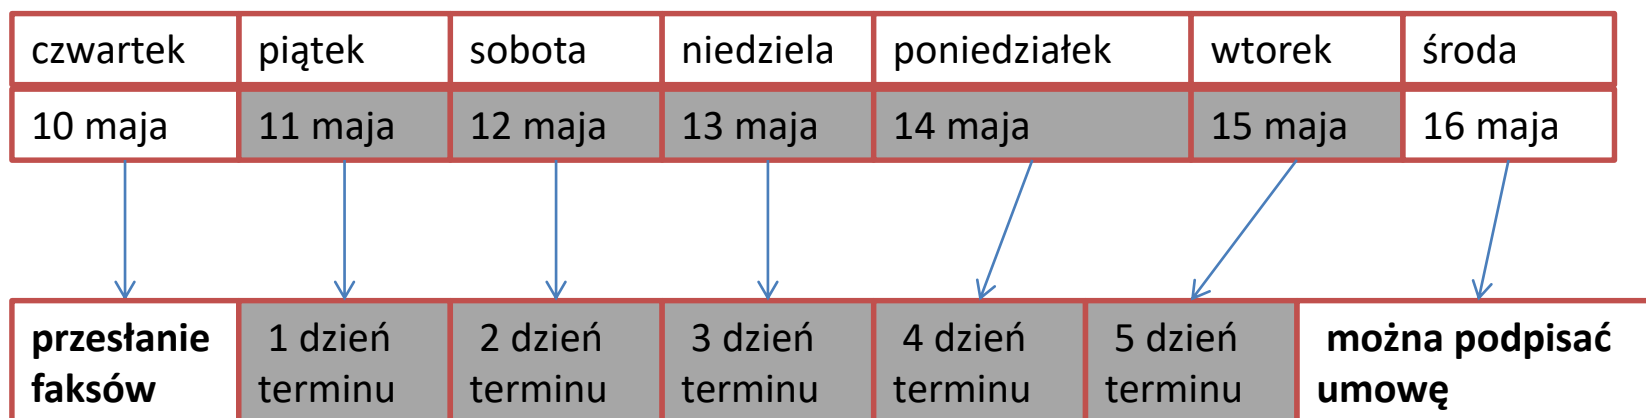 czwartek piątek sobota niedziela poniedziałek wtorek środa
10 maja 11 maja 12 maja 13 maja 14 maja 15 maja 16 maja
przesłanie 1 dzień 2 dzień 3 dzień 4 dzień 5 dzień można podpisać
faksów terminu terminu terminu terminu terminu umowę